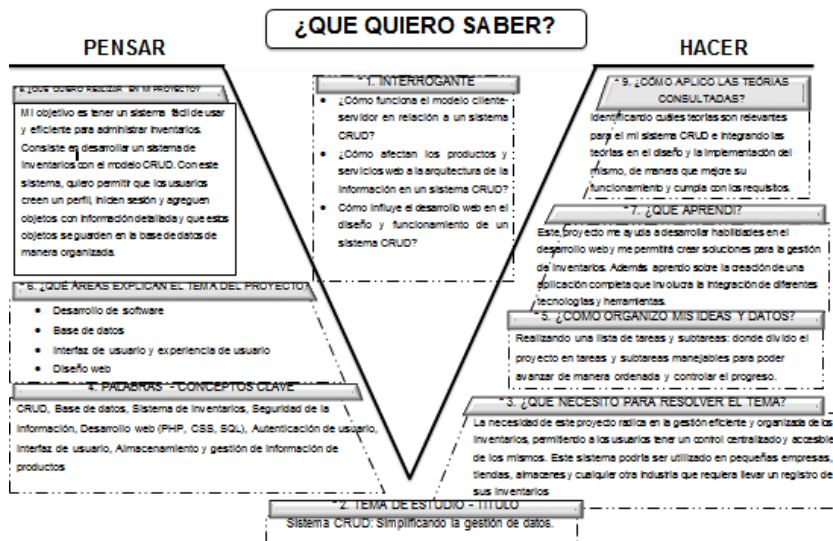 ¿QUE QUIERO SABER?
PENSAR
HACER
8.¿QUE QUIERO REALIZAR EN MI PROYECTO?
Mi objetivo es tener un sistema fácil de usar
y eficiente para administrar inventarios.
Consiste en desarrollar un sistema de
inventarios con el modelo CRUD. Con este
sistema, quiero permitir que los usuarios
creen un perfil, inicien sesión y agreguen
objetos con información detallada y que estos
objetos se guarden en la base de datos de
manera organizada.
* 6. ¿QUÉ ÁREAS EXPLICAN EL TEMA DEL PROYECTO?
• Desarrollo de software
• Base de datos
• Interfaz de usuario y experiencia de usuario
• Diseño web
4. PALABRAS - CONCEPTOS CLAVE
CRUD, Base de datos, Sistema de Inventarios, Seguridad de la
Información, Desarrollo web (PHP, CSS, SQL), Autenticación de usuario,
Interfaz de usuario, Almacenamiento y gestión de información de
productos
* 1. INTERROGANTE
• ¿Cómo funciona el modelo cliente-
servidor en relación a un sistema
CRUD?
• ¿Cómo afectan los productos y
servicios web a la arquitectura de la
información en un sistema CRUD?
• Cómo influye el desarrollo web en el
diseño y funcionamiento de un
sistema CRUD?
* 9. ¿CÓMO APLICO LAS TEORÍAS
CONSULTADAS?
Identificando cuáles teorías son relevantes
para el mi sistema CRUD e integrando las
teorías en el diseño y la implementación del
mismo, de manera que mejore su
funcionamiento y cumpla con los requisitos.
* 7. ¿QUE APRENDI?
Este proyecto me ayuda a desarrollar habilidades en el
desarrollo web y me permitirá crear soluciones para la gestión
de inventarios. Además aprendo sobre la creación de una
aplicación completa que involucra la integración de diferentes
tecnologías y herramientas.
* 5. ¿CÓMO ORGANIZO MIS IDEAS Y DATOS?
Realizando una lista de tareas y subtareas: donde divido el
proyecto en tareas y subtareas manejables para poder
avanzar de manera ordenada y controlar el progreso.
* 3. ¿QUE NECESITO PARA RESOLVER EL TEMA?
La necesidad de este proyecto radica en la gestión eficiente y organizada de los
inventarios, permitiendo a los usuarios tener un control centralizado y accesible
de los mismos. Este sistema podría ser utilizado en pequeñas empresas,
tiendas, almacenes y cualquier otra industria que requiera llevar un registro de
sus inventarios
* 2. TEMA DE ESTUDIO - TITULO
Sistema CRUD: Simplificando la gestión de datos.